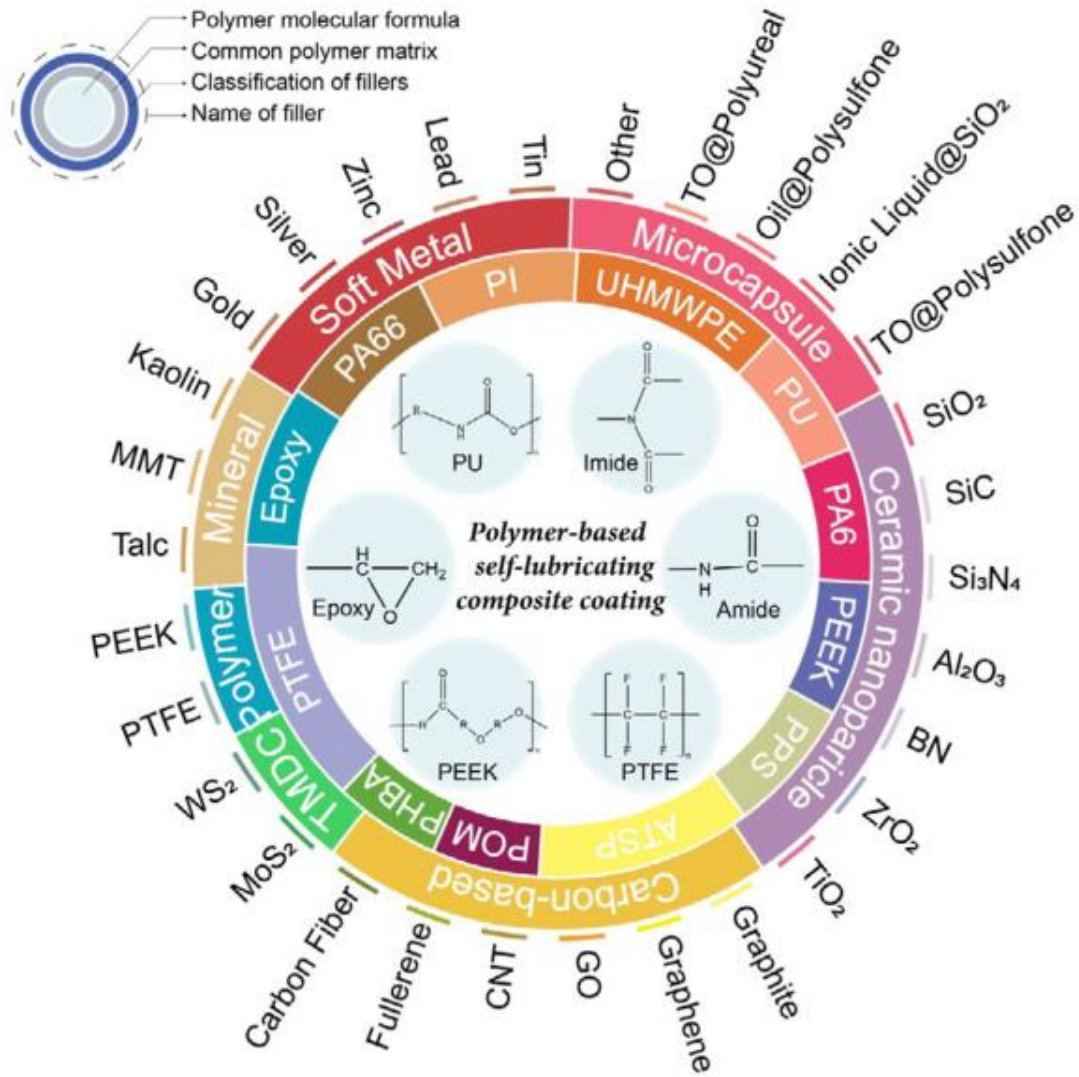 Polymer molecular formula
Common polymer matrix
Classification of fillers
Name of filler
Other
TO@Polyureal
Oil@Polysulfone
Ionic Liquid@SiO₂
TO@Polysulfone
SiO₂
SiC
Si₃N₄
Al₂O₃
BN
ZrO₂
TiO₂
Graphite
Graphene
GO
CNT
Fullerene
Carbon Fiber
MoS₂
WS₂
PTFE
PEEK
Talc
MMT
Kaolin
Gold
Silver
Zinc
Lead
Tin
Microcapsule
Ceramic nanoparicle
Carbon-based
TMDC
Polymer
Mineral
Soft Metal
UHMWPE
PU
PA6
PEEK
PPS
ATSP
POM
PHBA
PTFE
Epoxy
PA66
PI
R
N
H
C
O
O
n
PU
O
C
N
C
O
Imide
H
C
CH₂
O
Epoxy
Polymer-based
self-lubricating
composite coating
O
N
C
H
Amide
O
C
R
R
O
R
O
n
PEEK
F
F
C
C
F
F
n
PTFE